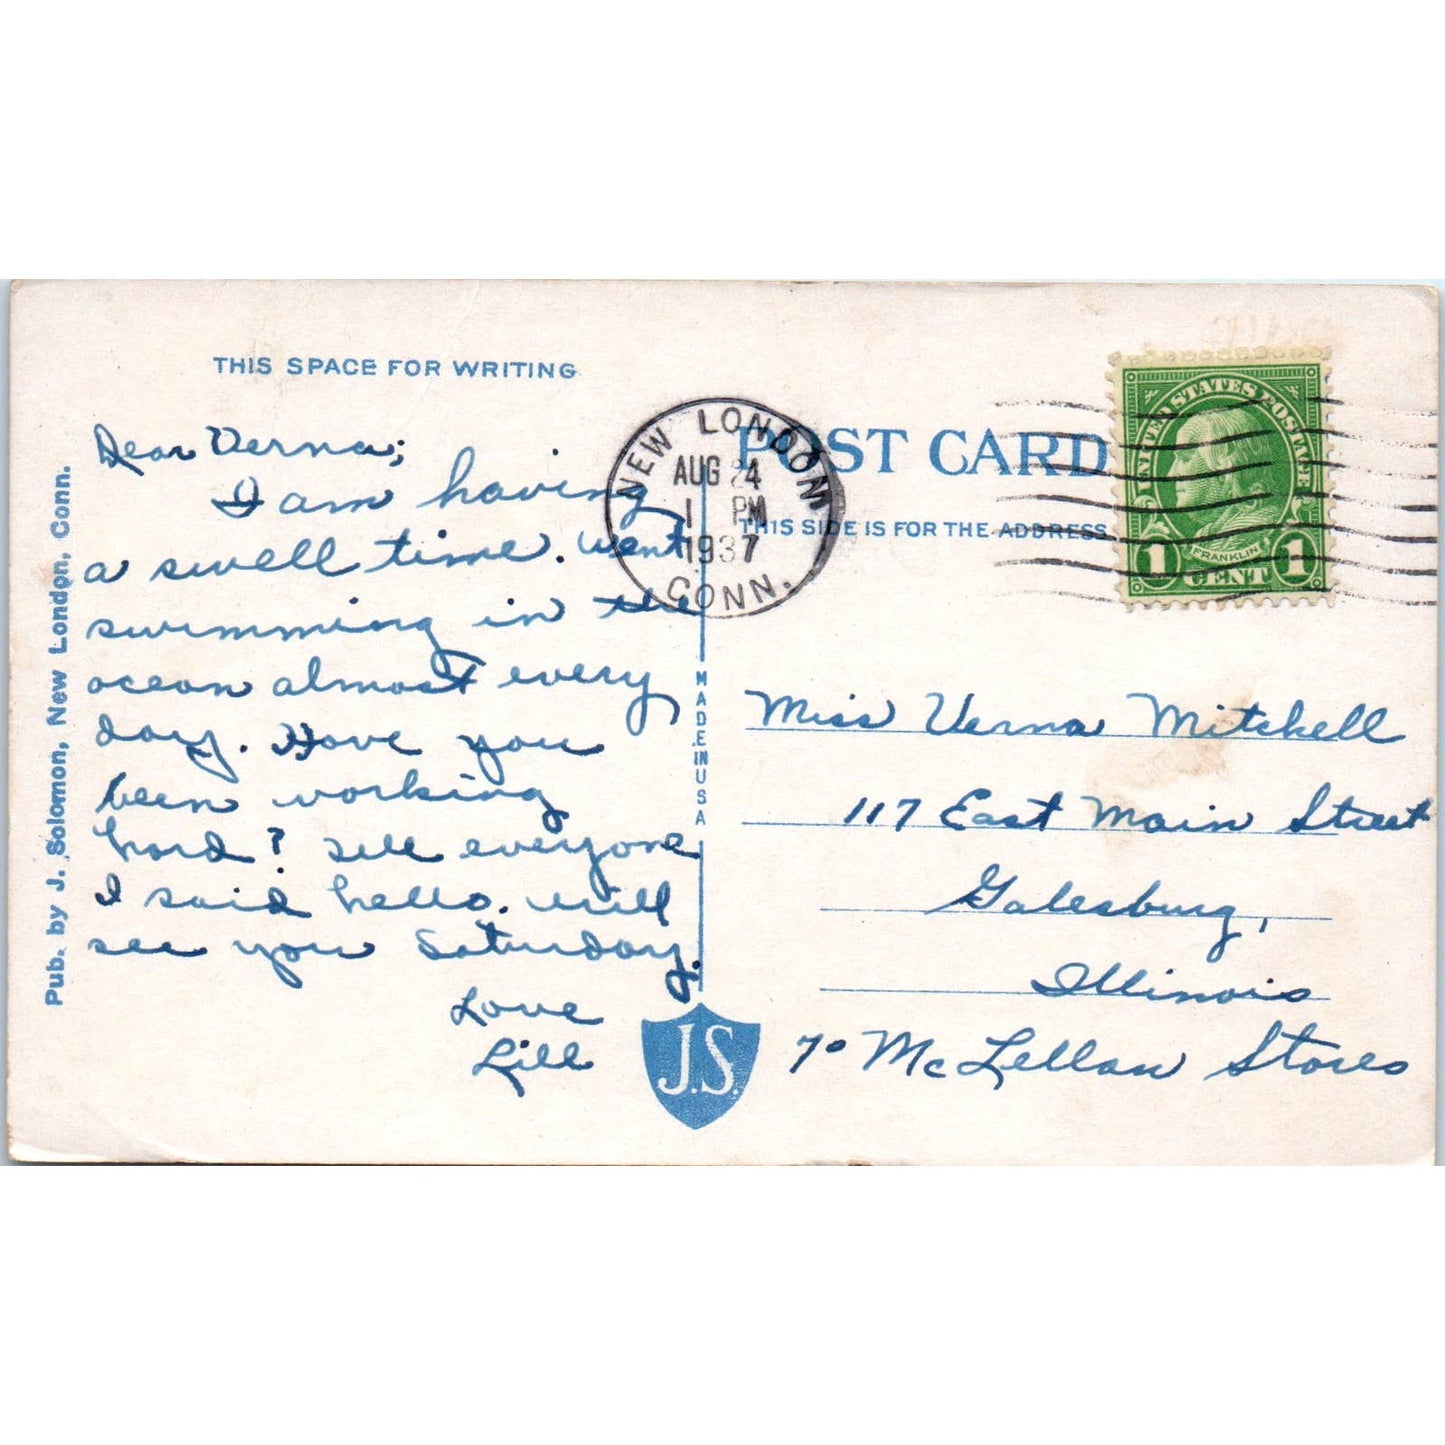 THIS SPACE FOR WRITING
Dear Verna;
I am having
a swell time. Went
swimming in the
ocean almost every
day. Have you
been working
hard? Tell everyone
I said hello. Will
see you Saturday.
Love
Lill
Pub. by J. Solomon, New London, Conn.
MADE IN USA
J.S.
NEW LONDON
AUG 24
1 PM
1937
CONN.
POST CARD
THIS SIDE IS FOR THE ADDRESS
UNITED STATES POSTAGE
FRANKLIN
1 CENT 1
Miss Verna Mitchell
117 East Main Street
Galesburg,
Illinois
% McLellan Stores